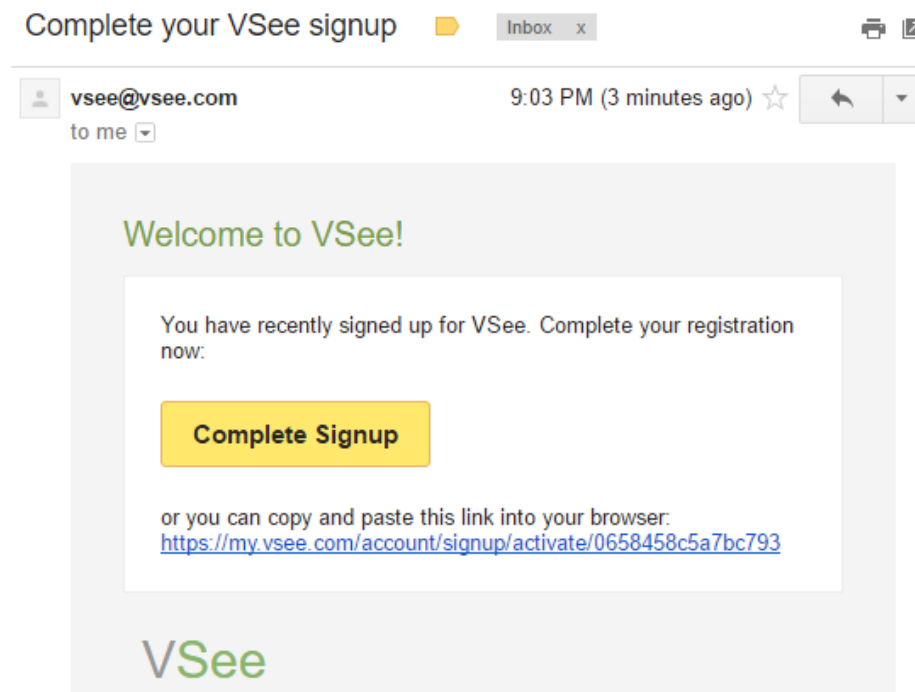 Complete your VSee signup
Inbox x
vsee@vsee.com
9:03 PM (3 minutes ago)
to me
Welcome to VSee!
You have recently signed up for VSee. Complete your registration
now:
Complete Signup
or you can copy and paste this link into your browser:
https://my.vsee.com/account/signup/activate/0658458c5a7bc793
VSee